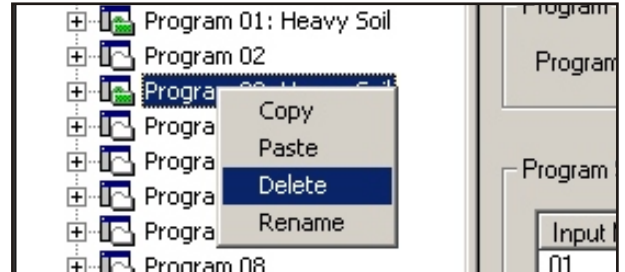 Program 01: Heavy Soil
Program
Program 02
Program
Copy
Paste
Delete
Rename
Program
Input
01
Program 08